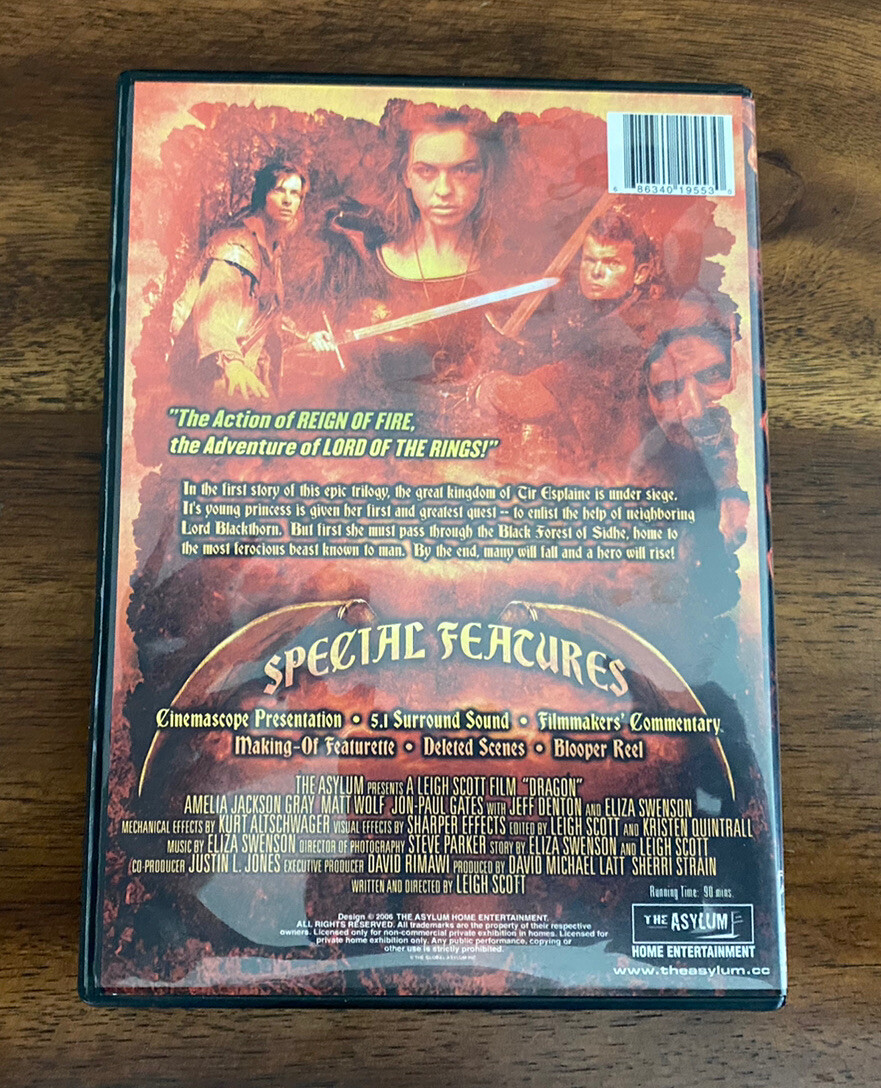 6 86340 19553 5
"The Action of REIGN OF FIRE,
the Adventure of LORD OF THE RINGS!"
In the first story of this epic trilogy, the great kingdom of Tir Esplaine is under siege.
It's young princess is given her first and greatest quest -- to enlist the help of neighboring
Lord Blackthorn. But first she must pass through the Black Forest of Sidhe, home to
the most ferocious beast known to man. By the end, many will fall and a hero will rise!
SPECIAL FEATURES
Cinemascope Presentation • 5.1 Surround Sound • Filmmakers' Commentary
Making-Of Featurette • Deleted Scenes • Blooper Reel
THE ASYLUM PRESENTS A LEIGH SCOTT FILM "DRAGON"
AMELIA JACKSON GRAY MATT WOLF JON-PAUL GATES WITH JEFF DENTON AND ELIZA SWENSON
MECHANICAL EFFECTS BY KURT ALTSCHWAGER VISUAL EFFECTS BY SHARPER EFFECTS EDITED BY LEIGH SCOTT AND KRISTEN QUINTRALL
MUSIC BY ELIZA SWENSON DIRECTOR OF PHOTOGRAPHY STEVE PARKER STORY BY ELIZA SWENSON AND LEIGH SCOTT
CO-PRODUCER JUSTIN L. JONES EXECUTIVE PRODUCER DAVID RIMAWI PRODUCED BY DAVID MICHAEL LATT SHERRI STRAIN
WRITTEN AND DIRECTED BY LEIGH SCOTT
Running Time: 90 mins.
Design © 2006 THE ASYLUM HOME ENTERTAINMENT.
ALL RIGHTS RESERVED. All trademarks are the property of their respective
owners. Licensed only for non-commercial private exhibition in homes. Licensed for
private home exhibition only. Any public performance, copying or
other use is strictly prohibited.
© THE GLOBAL ASYLUM INC
THE ASYLUM
HOME ENTERTAINMENT
www.theasylum.cc